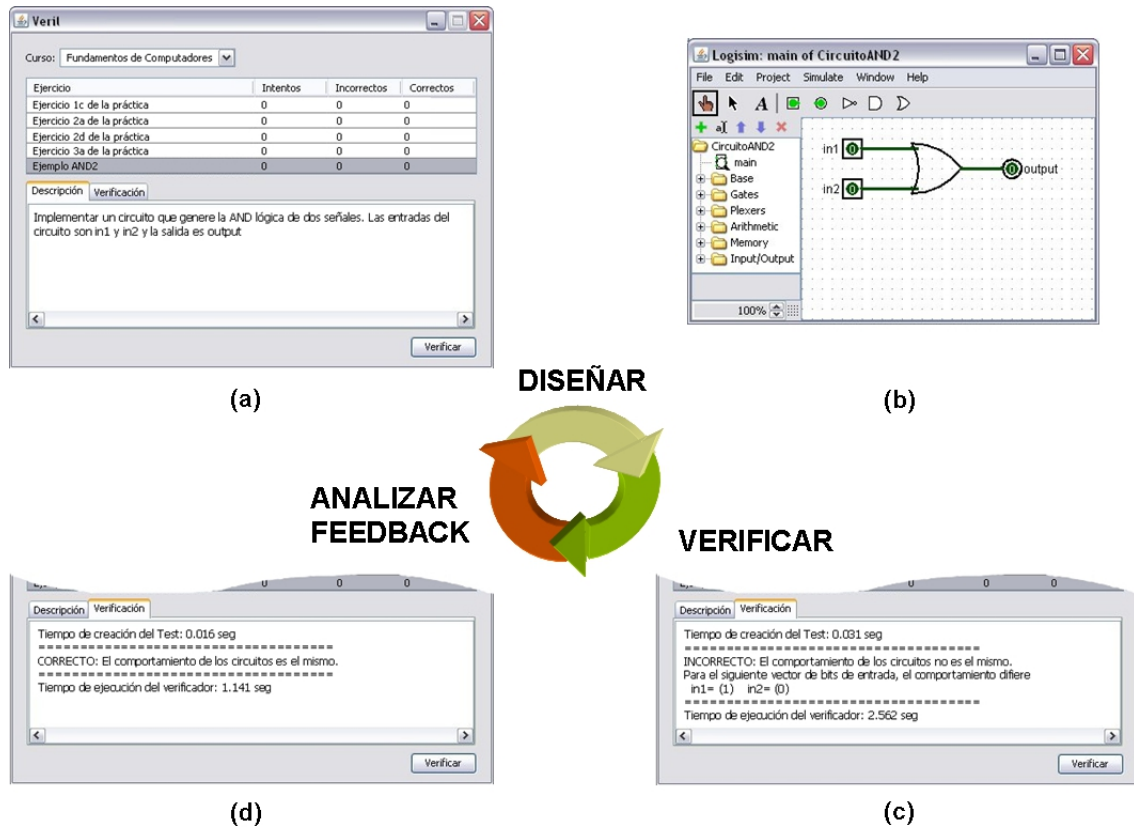 Veril
Curso: Fundamentos de Computadores
Ejercicio Intentos Incorrectos Correctos
Ejercicio 1c de la práctica 0 0 0
Ejercicio 2a de la práctica 0 0 0
Ejercicio 2d de la práctica 0 0 0
Ejercicio 3a de la práctica 0 0 0
Ejemplo AND2 0 0 0
Descripción Verificación
Implementar un circuito que genere la AND lógica de dos señales. Las entradas del
circuito son in1 y in2 y la salida es output
Verificar
(a)
Logisim: main of CircuitoAND2
File Edit Project Simulate Window Help
A
aI
CircuitoAND2
main
Base
Gates
Plexers
Arithmetic
Memory
Input/Output
100%
in1 0
in2 0
0 output
(b)
DISEÑAR
ANALIZAR
FEEDBACK
VERIFICAR
0 0
Descripción Verificación
Tiempo de creación del Test: 0.016 seg
====================================
CORRECTO: El comportamiento de los circuitos es el mismo.
====================================
Tiempo de ejecución del verificador: 1.141 seg
Verificar
(d)
0 0 0
Descripción Verificación
Tiempo de creación del Test: 0.031 seg
====================================
INCORRECTO: El comportamiento de los circuitos no es el mismo.
Para el siguiente vector de bits de entrada, el comportamiento difiere
in1= (1) in2= (0)
====================================
Tiempo de ejecución del verificador: 2.562 seg
Verificar
(c)